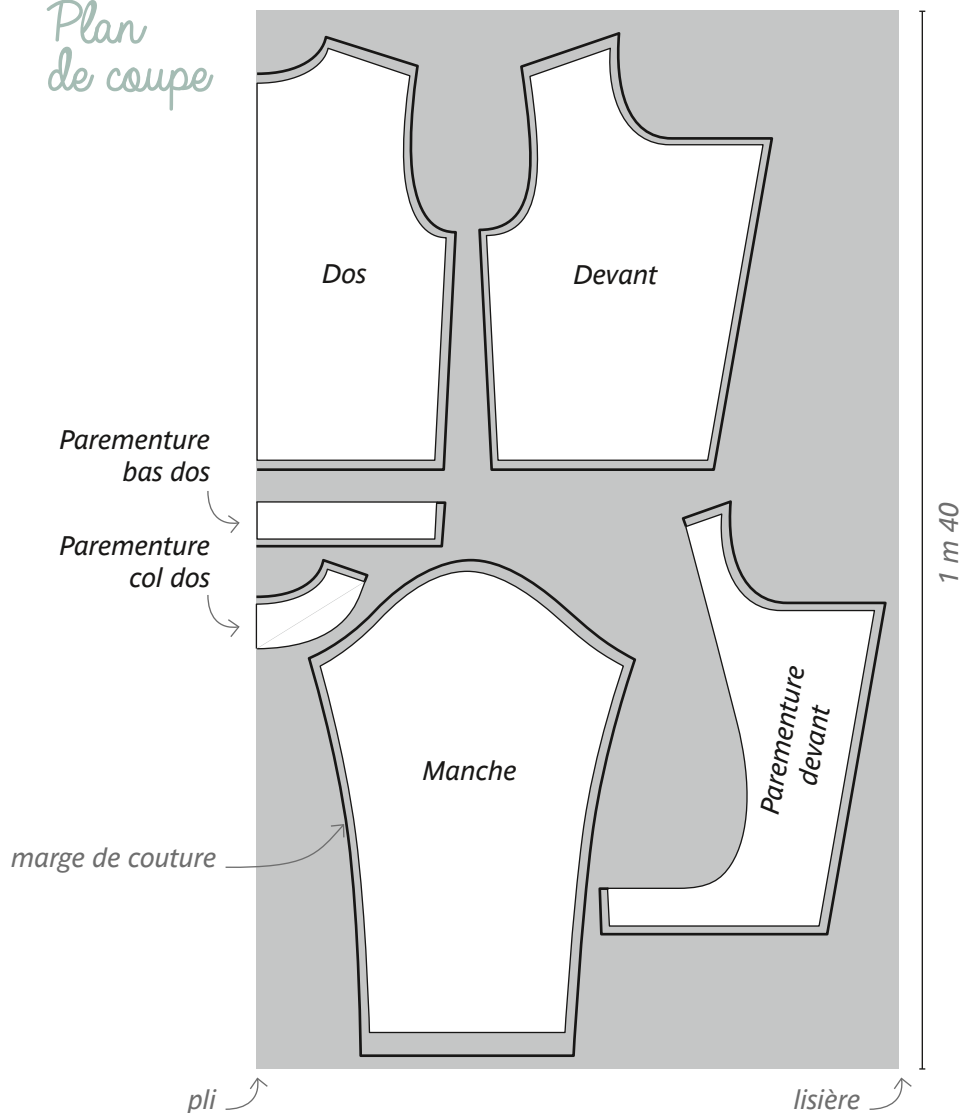 Plan
de coupe
Dos
Devant
Parementure
bas dos
Parementure
col dos
1 m 40
Manche
Parementure
devant
marge de couture
pli
lisière